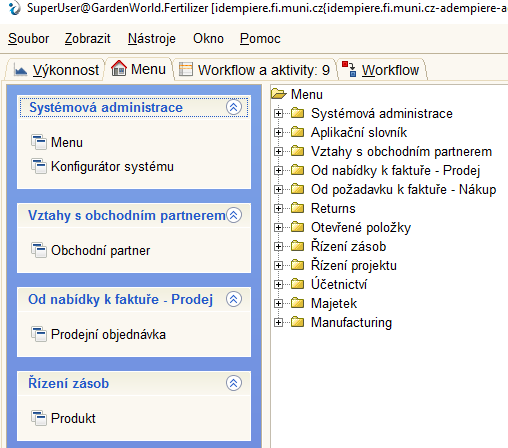 SuperUser@GardenWorld.Fertilizer [idempiere.fi.muni.cz{idempiere.fi.muni.cz-adempiere-a
Soubor Zobrazit Nástroje Okno Pomoc
Výkonnost Menu Workflow a aktivity: 9 Workflow
Systémová administrace
Menu
Konfigurátor systému
Vztahy s obchodním partnerem
Obchodní partner
Od nabídky k faktuře - Prodej
Prodejní objednávka
Řízení zásob
Produkt
Menu
Systémová administrace
Aplikační slovník
Vztahy s obchodním partnerem
Od nabídky k faktuře - Prodej
Od požadavku k faktuře - Nákup
Returns
Otevřené položky
Řízení zásob
Řízení projektu
Účetnictví
Majetek
Manufacturing